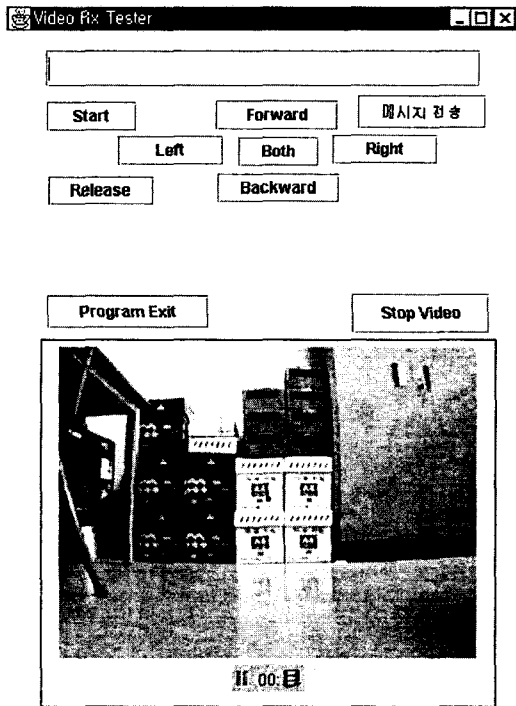 Video Rx Tester
Start
Forward
메시지 전송
Left
Both
Right
Release
Backward
Program Exit
Stop Video
00: